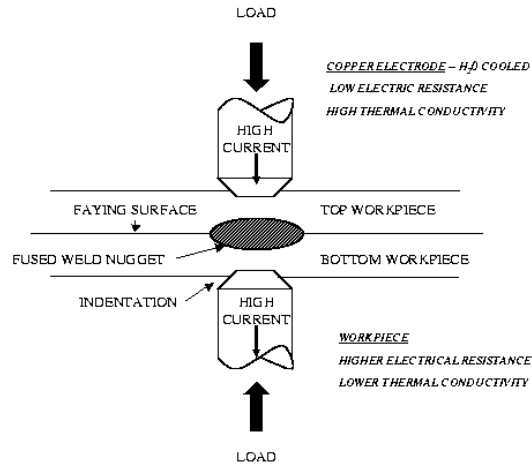 LOAD
COPPER ELECTRODE – H₂0 COOLED
LOW ELECTRIC RESISTANCE
HIGH THERMAL CONDUCTIVITY
HIGH
CURRENT
FAYING SURFACE
TOP WORKPIECE
FUSED WELD NUGGET
BOTTOM WORKPIECE
INDENTATION
HIGH
CURRENT
WORKPIECE
HIGHER ELECTRICAL RESISTANCE
LOWER THERMAL CONDUCTIVITY
LOAD